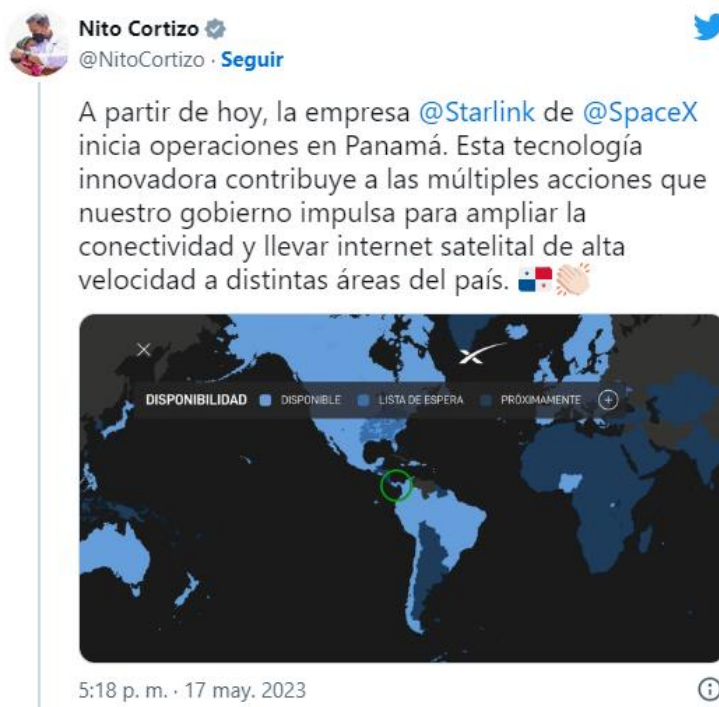 Nito Cortizo
@NitoCortizo · Seguir
A partir de hoy, la empresa @Starlink de @SpaceX
inicia operaciones en Panamá. Esta tecnología
innovadora contribuye a las múltiples acciones que
nuestro gobierno impulsa para ampliar la
conectividad y llevar internet satelital de alta
velocidad a distintas áreas del país. 🇵🇦👏🏻
DISPONIBILIDAD DISPONIBLE LISTA DE ESPERA PRÓXIMAMENTE
5:18 p. m. · 17 may. 2023